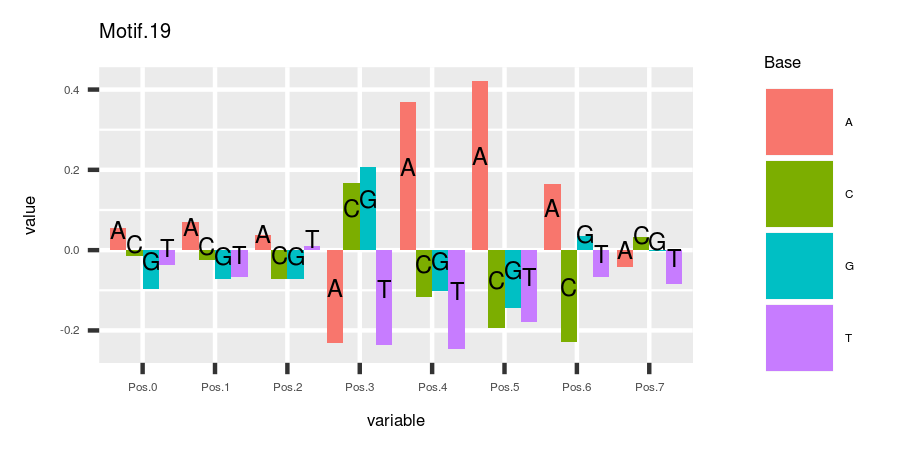 Motif.19
Base
0.4
0.2
0.0
-0.2
value
A C G T A C G T A C G T A C G T A C G T A C G T A C G T A C G T
Pos.0 Pos.1 Pos.2 Pos.3 Pos.4 Pos.5 Pos.6 Pos.7
variable
A
C
G
T